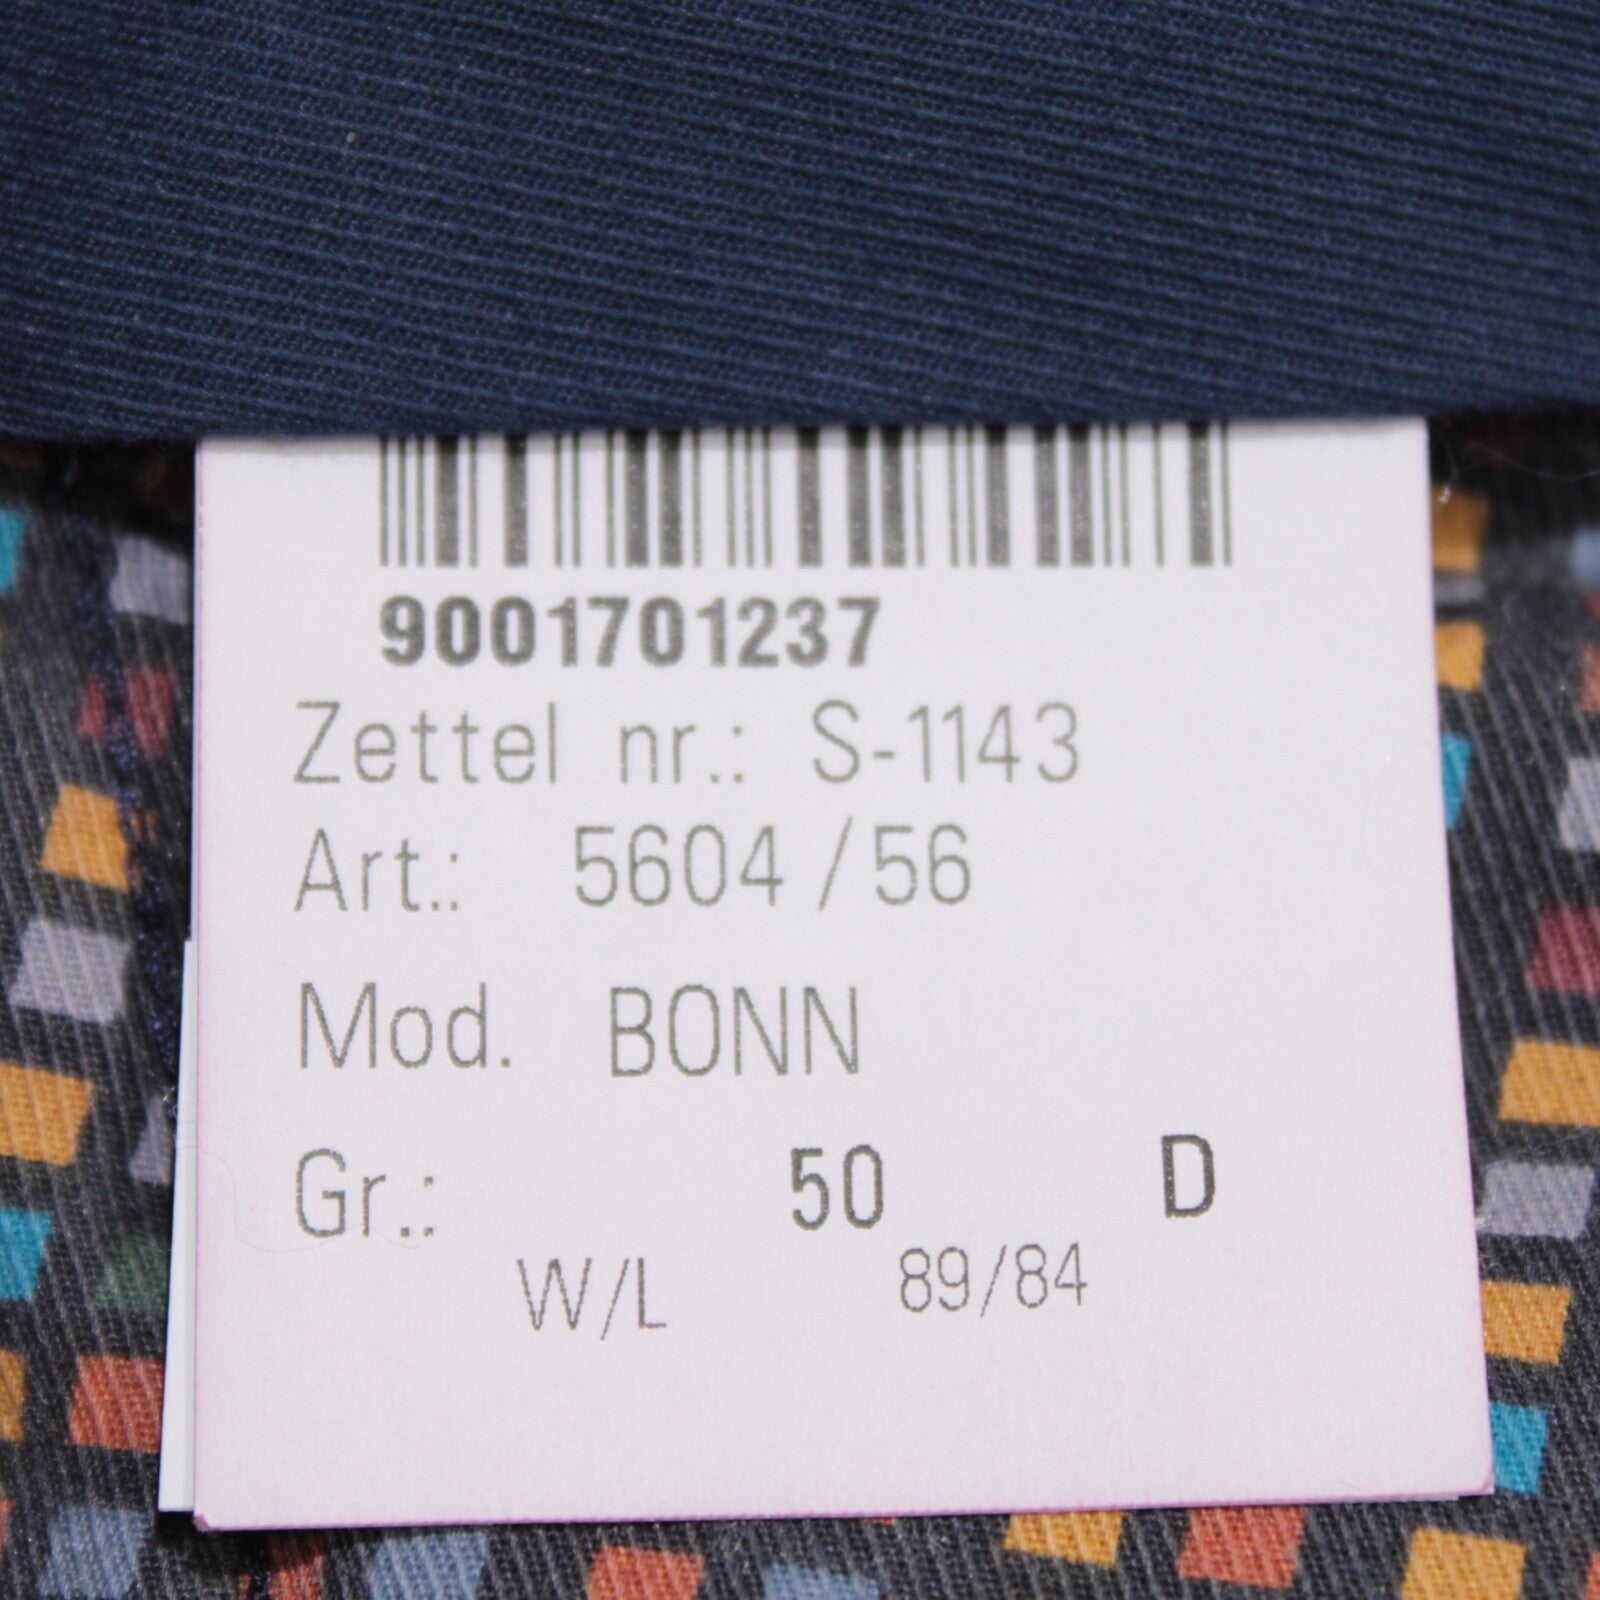 9001701237
Zettel nr.: S-1143
Art.: 5604 / 56
Mod. BONN
Gr.: 50 D
W/L 89/84